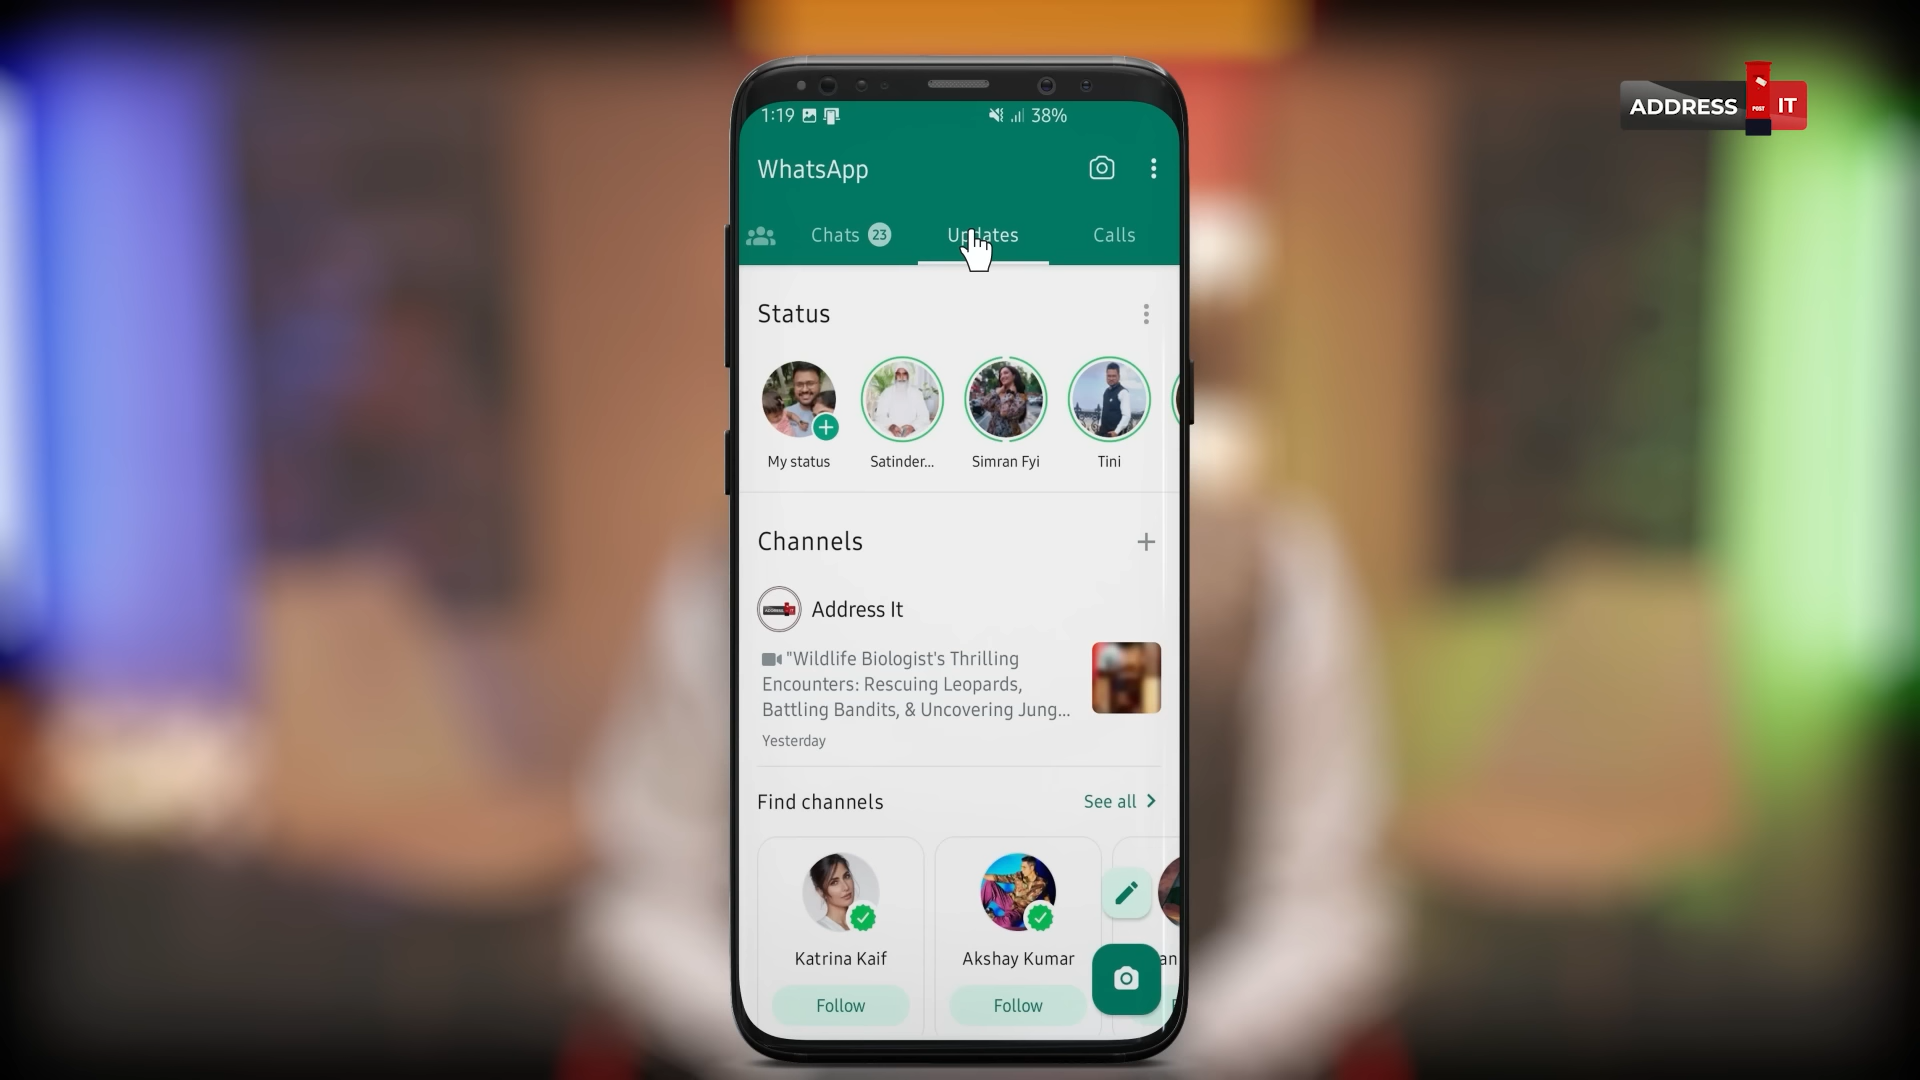 ADDRESS POST IT
1:19 38%
WhatsApp
Chats 23 Updates Calls
Status
My status Satinder... Simran Fyi Tini
Channels
Address It
"Wildlife Biologist's Thrilling
Encounters: Rescuing Leopards,
Battling Bandits, & Uncovering Jung...
Yesterday
Find channels See all
Katrina Kaif Akshay Kumar
Follow Follow